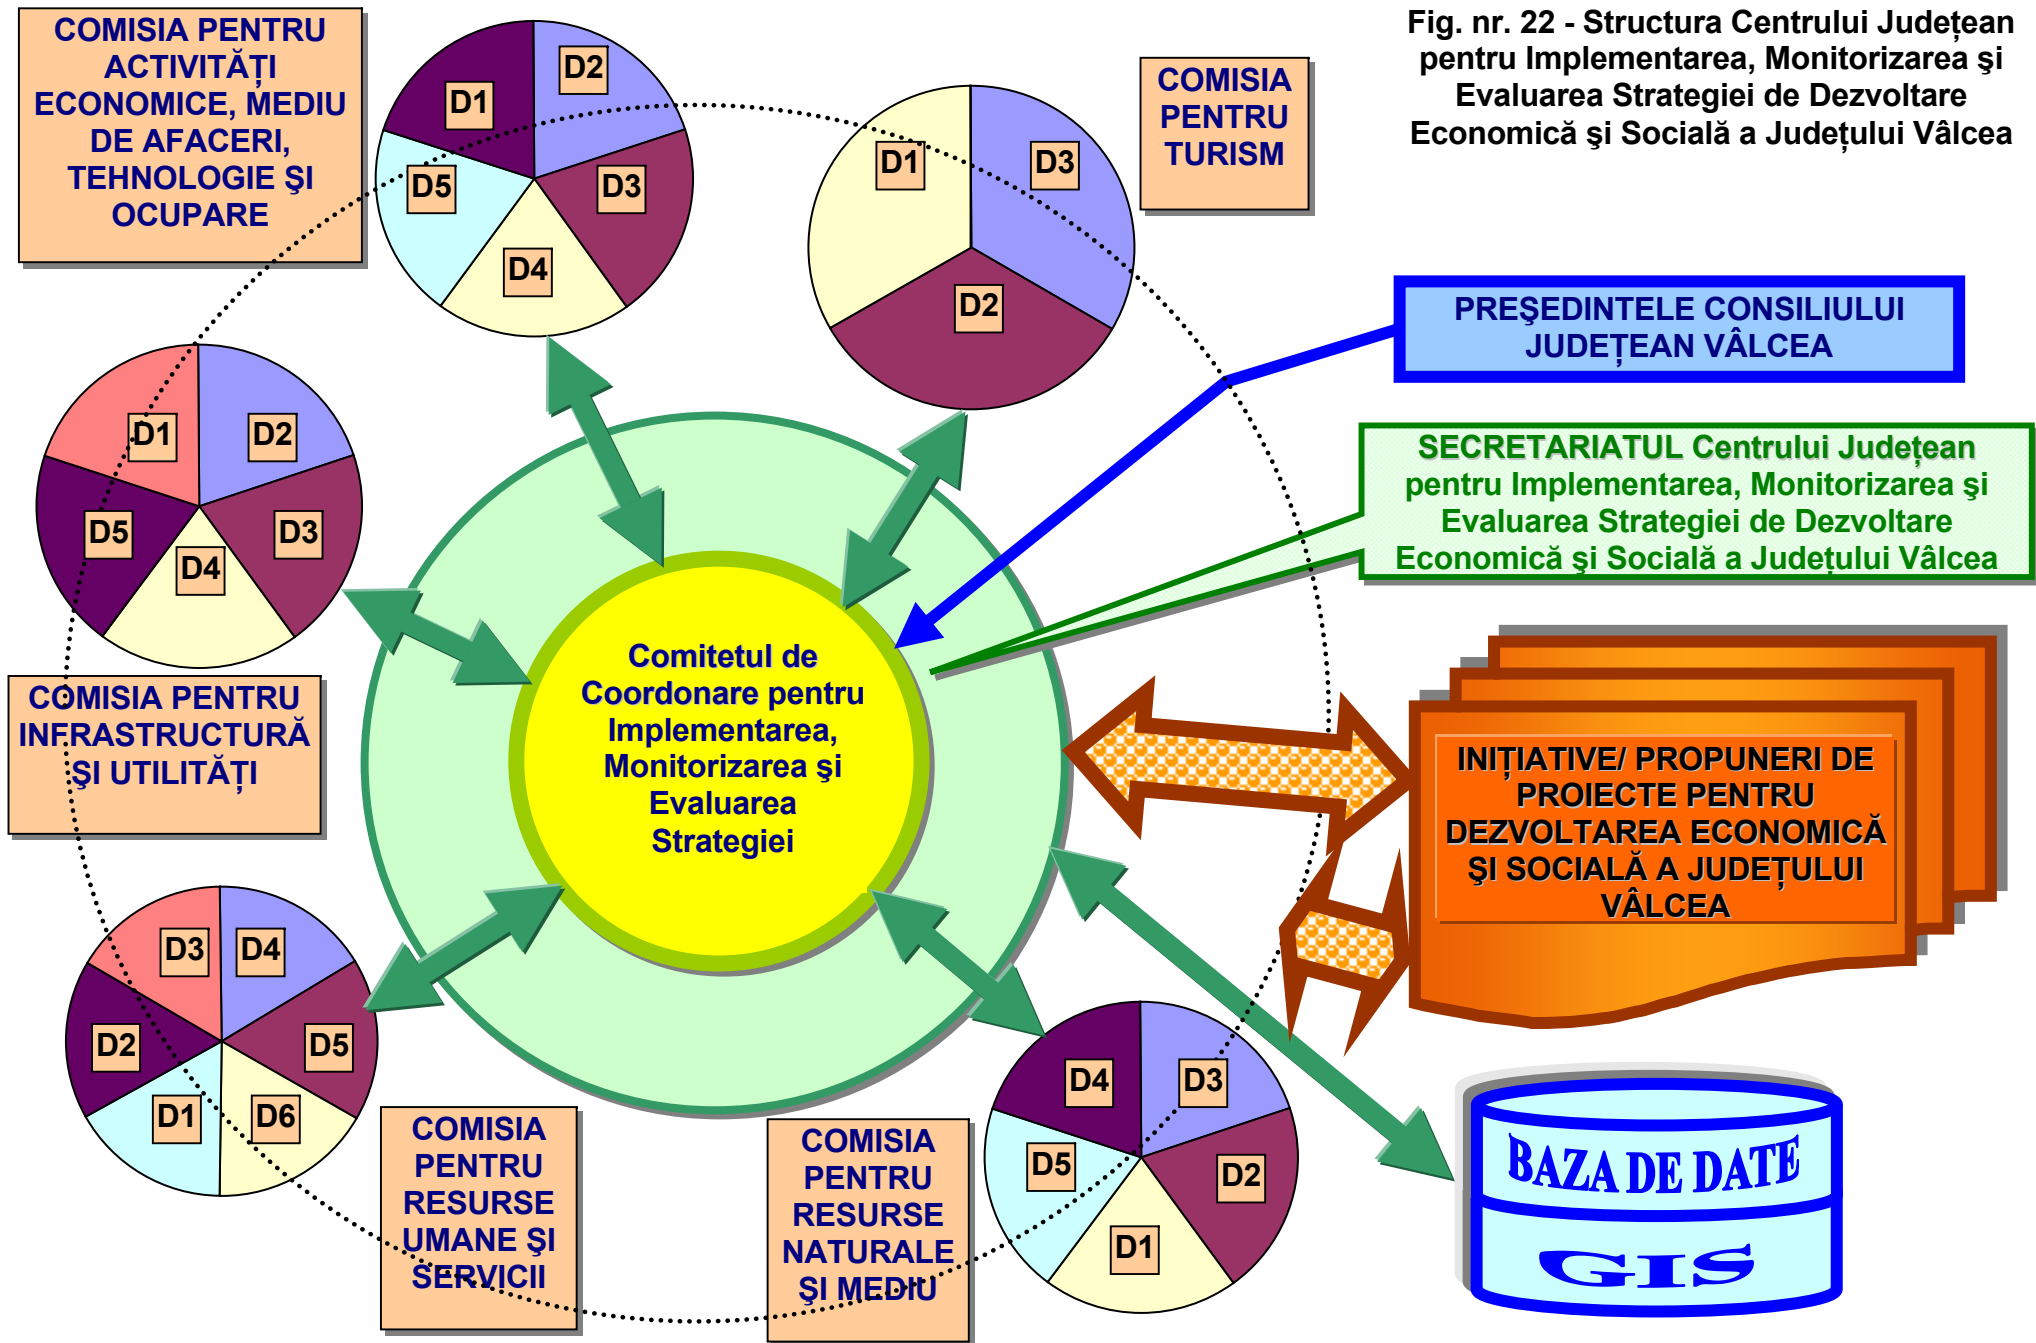 Fig. nr. 22 - Structura Centrului Județean
pentru Implementarea, Monitorizarea şi
Evaluarea Strategiei de Dezvoltare
Economică şi Socială a Județului Vâlcea
COMISIA PENTRU
ACTIVITĂȚI
ECONOMICE, MEDIU
DE AFACERI,
TEHNOLOGIE ŞI
OCUPARE
D1
D2
D3
D4
D5
COMISIA
PENTRU
TURISM
D1
D3
D2
PREŞEDINTELE CONSILIULUI
JUDEȚEAN VÂLCEA
SECRETARIATUL Centrului Județean
pentru Implementarea, Monitorizarea şi
Evaluarea Strategiei de Dezvoltare
Economică şi Socială a Județului Vâlcea
D1
D2
D3
D4
D5
COMISIA PENTRU
INFRASTRUCTURĂ
ŞI UTILITĂȚI
Comitetul de
Coordonare pentru
Implementarea,
Monitorizarea şi
Evaluarea
Strategiei
INIȚIATIVE/ PROPUNERI DE
PROIECTE PENTRU
DEZVOLTAREA ECONOMICĂ
ŞI SOCIALĂ A JUDEȚULUI
VÂLCEA
D3
D4
D2
D5
D1
D6
COMISIA
PENTRU
RESURSE
UMANE ŞI
SERVICII
COMISIA
PENTRU
RESURSE
NATURALE
ŞI MEDIU
D4
D3
D5
D2
D1
BAZA DE DATE
GIS